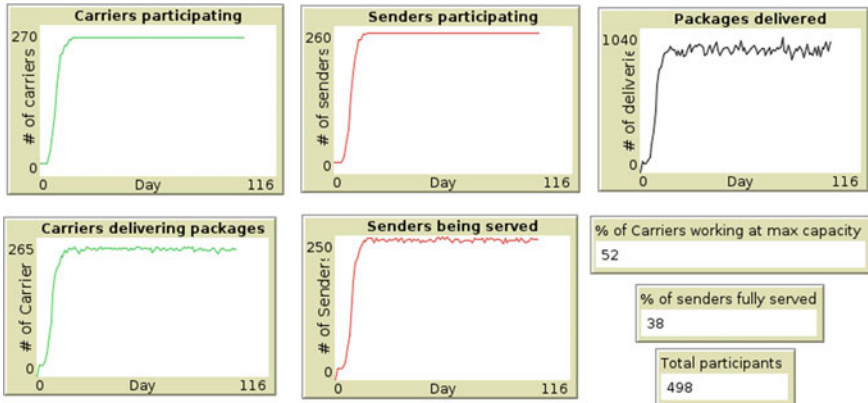 Carriers participating
270
# of carriers
0
0
Day
116
Senders participating
260
# of senders
0
0
Day
116
Packages delivered
1040
# of deliverie
0
0
Day
116
Carriers delivering packages
265
# of Carrier
0
0
Day
116
Senders being served
250
# of Senders
0
0
Day
116
% of Carriers working at max capacity
52
% of senders fully served
38
Total participants
498